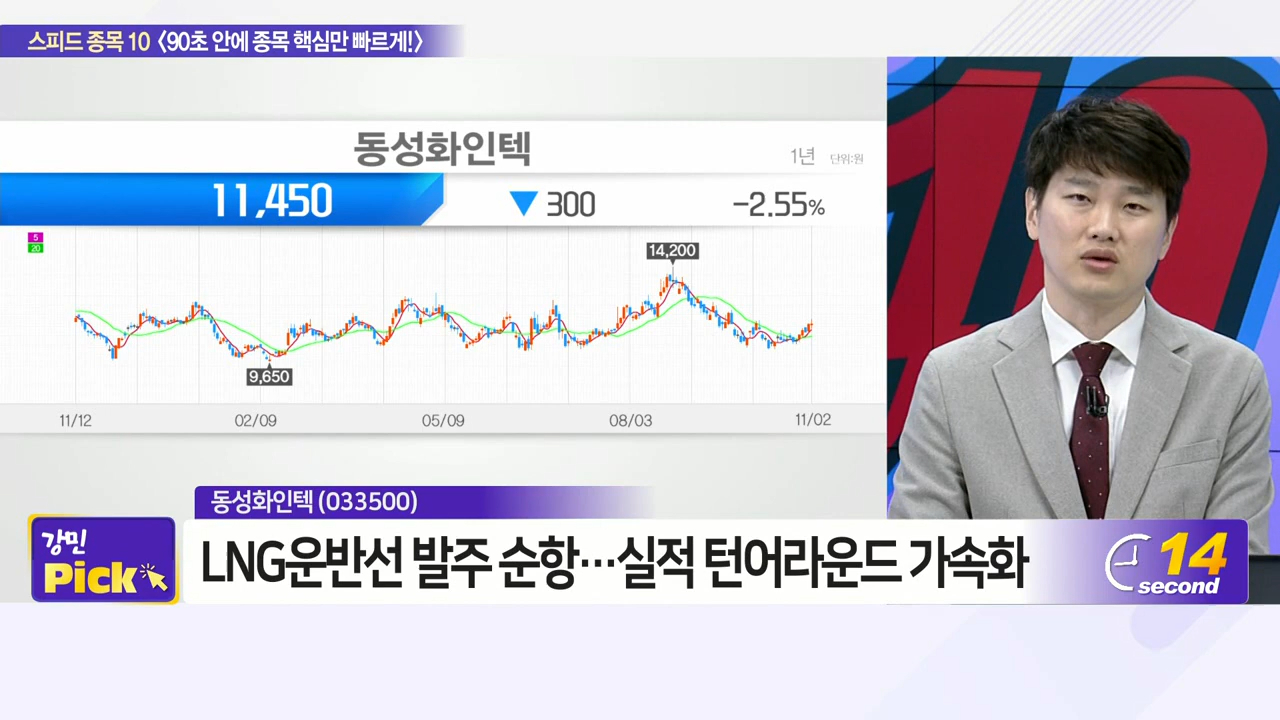 스피드 종목 10 〈90초 안에 종목 핵심만 빠르게!〉
동성화인텍
1년 단위:원
11,450 ▼ 300 -2.55%
5
20
14,200
9,650
11/12 02/09 05/09 08/03 11/02
동성화인텍 (033500)
강민
Pick
LNG운반선 발주 순항…실적 턴어라운드 가속화
14
second
10